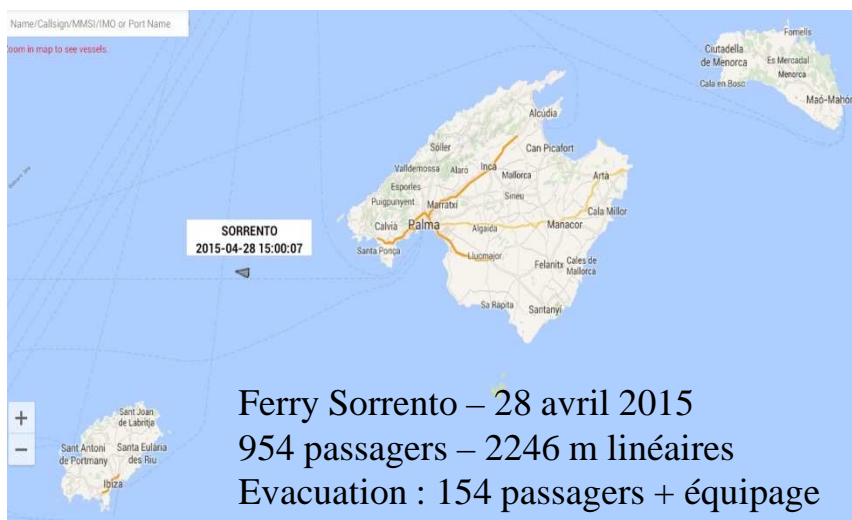 Name/Callsign/MMSI/IMO or Port Name
Zoom in map to see vessels.
Fornells
Ciutadella
de Menorca
Es Mercadal
Menorca
Cala en Bosc
Maó-Mahón
Alcúdia
Sóller
Can Picafort
Valldemossa
Alaró
Inca
Mallorca
Artà
Esporles
Sineu
Puigpunyent
Marratxí
Cala Millor
SORRENTO
2015-04-28 15:00:07
Calvià
Palma
Algaida
Manacor
Santa Ponça
Llucmajor
Felanitx
Cales de
Mallorca
Sa Ràpita
Santanyí
Ferry Sorrento – 28 avril 2015
954 passagers – 2246 m linéaires
Evacuation : 154 passagers + équipage
+
−
Sant Joan
de Labritja
Sant Antoni
de Portmany
Santa Eulària
des Riu
Ibiza